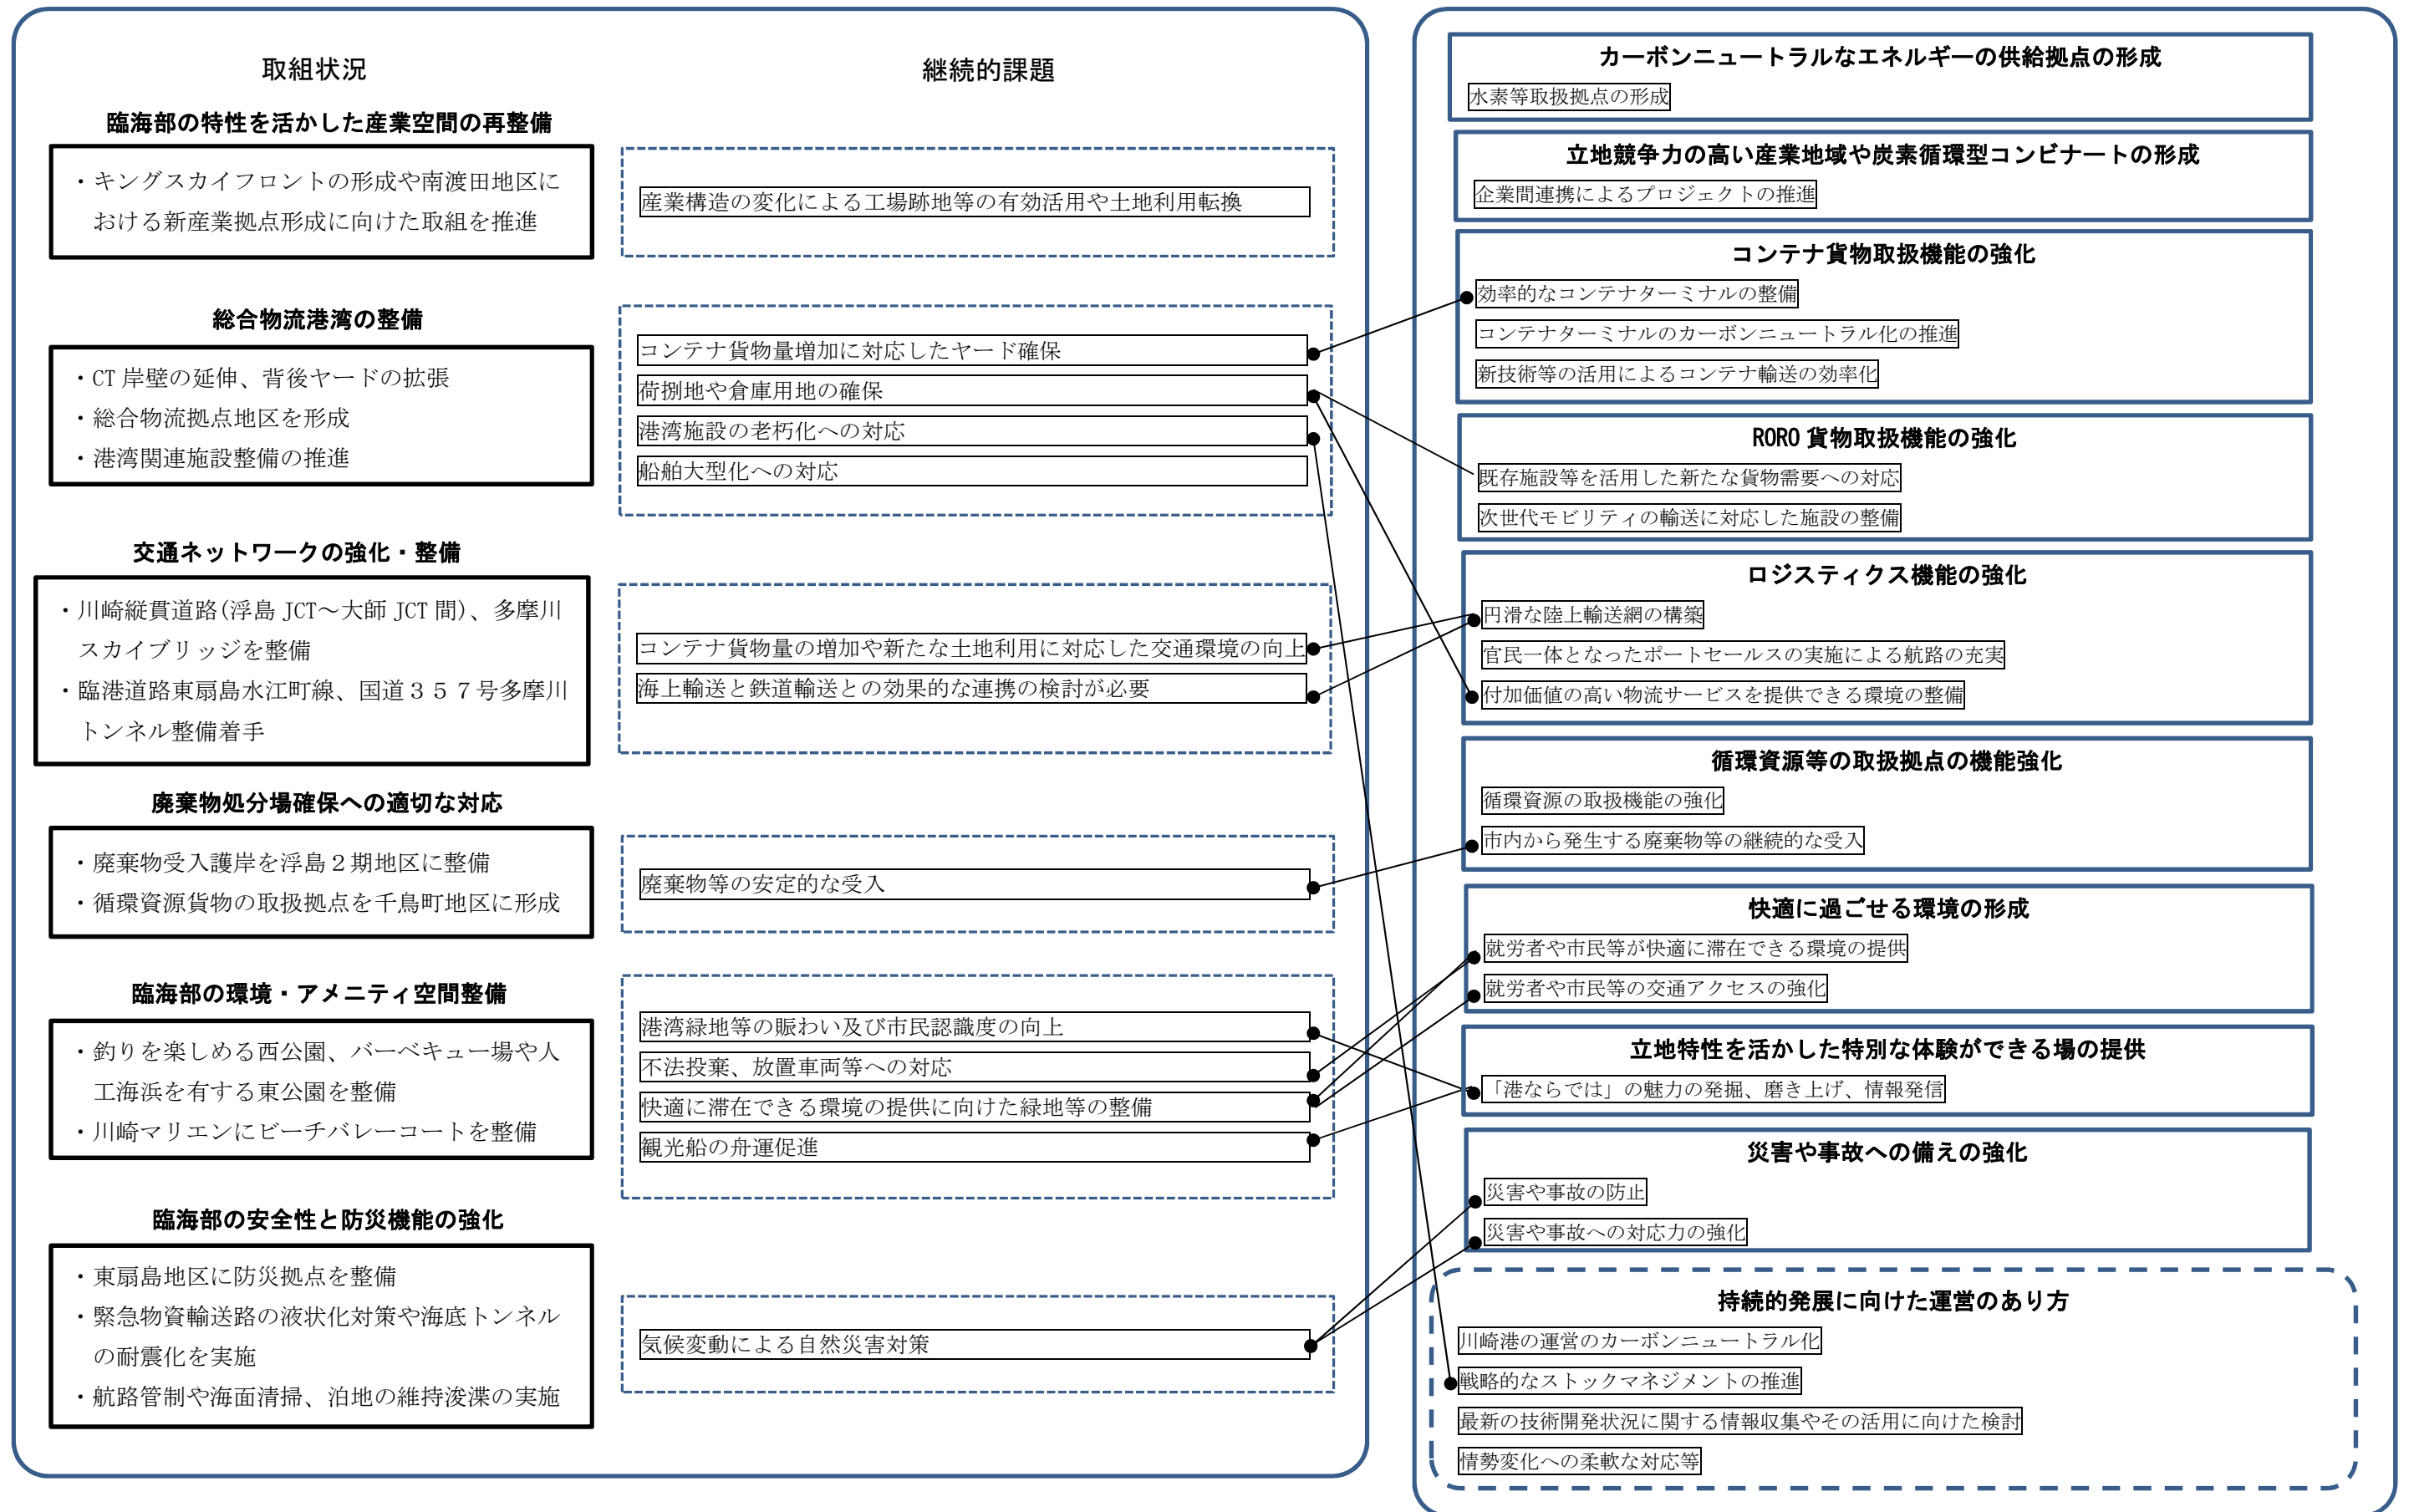 取組状況
継続的課題
臨海部の特性を活かした産業空間の再整備
・キングスカイフロントの形成や南渡田地区に
おける新産業拠点形成に向けた取組を推進
産業構造の変化による工場跡地等の有効活用や土地利用転換
総合物流港湾の整備
・CT 岸壁の延伸、背後ヤードの拡張
・総合物流拠点地区を形成
・港湾関連施設整備の推進
コンテナ貨物量増加に対応したヤード確保
荷捌地や倉庫用地の確保
港湾施設の老朽化への対応
船舶大型化への対応
交通ネットワークの強化・整備
・川崎縦貫道路(浮島 JCT～大師 JCT 間)、多摩川
スカイブリッジを整備
・臨港道路東扇島水江町線、国道３５７号多摩川
トンネル整備着手
コンテナ貨物量の増加や新たな土地利用に対応した交通環境の向上
海上輸送と鉄道輸送との効果的な連携の検討が必要
廃棄物処分場確保への適切な対応
・廃棄物受入護岸を浮島２期地区に整備
・循環資源貨物の取扱拠点を千鳥町地区に形成
廃棄物等の安定的な受入
臨海部の環境・アメニティ空間整備
・釣りを楽しめる西公園、バーベキュー場や人
工海浜を有する東公園を整備
・川崎マリエンにビーチバレーコートを整備
港湾緑地等の賑わい及び市民認識度の向上
不法投棄、放置車両等への対応
快適に滞在できる環境の提供に向けた緑地等の整備
観光船の舟運促進
臨海部の安全性と防災機能の強化
・東扇島地区に防災拠点を整備
・緊急物資輸送路の液状化対策や海底トンネル
の耐震化を実施
・航路管制や海面清掃、泊地の維持浚渫の実施
気候変動による自然災害対策
カーボンニュートラルなエネルギーの供給拠点の形成
水素等取扱拠点の形成
立地競争力の高い産業地域や炭素循環型コンビナートの形成
企業間連携によるプロジェクトの推進
コンテナ貨物取扱機能の強化
効率的なコンテナターミナルの整備
コンテナターミナルのカーボンニュートラル化の推進
新技術等の活用によるコンテナ輸送の効率化
RORO 貨物取扱機能の強化
既存施設等を活用した新たな貨物需要への対応
次世代モビリティの輸送に対応した施設の整備
ロジスティクス機能の強化
円滑な陸上輸送網の構築
官民一体となったポートセールスの実施による航路の充実
付加価値の高い物流サービスを提供できる環境の整備
循環資源等の取扱拠点の機能強化
循環資源の取扱機能の強化
市内から発生する廃棄物等の継続的な受入
快適に過ごせる環境の形成
就労者や市民等が快適に滞在できる環境の提供
就労者や市民等の交通アクセスの強化
立地特性を活かした特別な体験ができる場の提供
「港ならでは」の魅力の発掘、磨き上げ、情報発信
災害や事故への備えの強化
災害や事故の防止
災害や事故への対応力の強化
持続的発展に向けた運営のあり方
川崎港の運営のカーボンニュートラル化
戦略的なストックマネジメントの推進
最新の技術開発状況に関する情報収集やその活用に向けた検討
情勢変化への柔軟な対応等